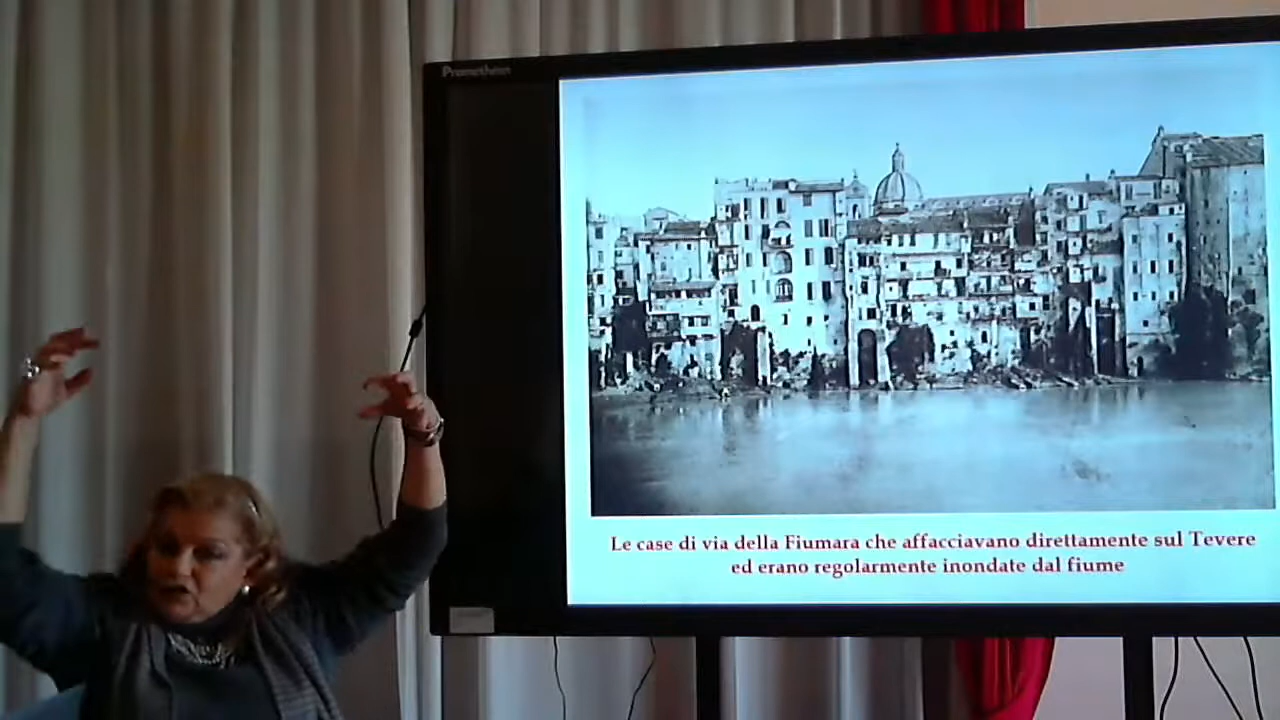 Promethean
Le case di via della Fiumara che affacciavano direttamente sul Tevere
ed erano regolarmente inondate dal fiume